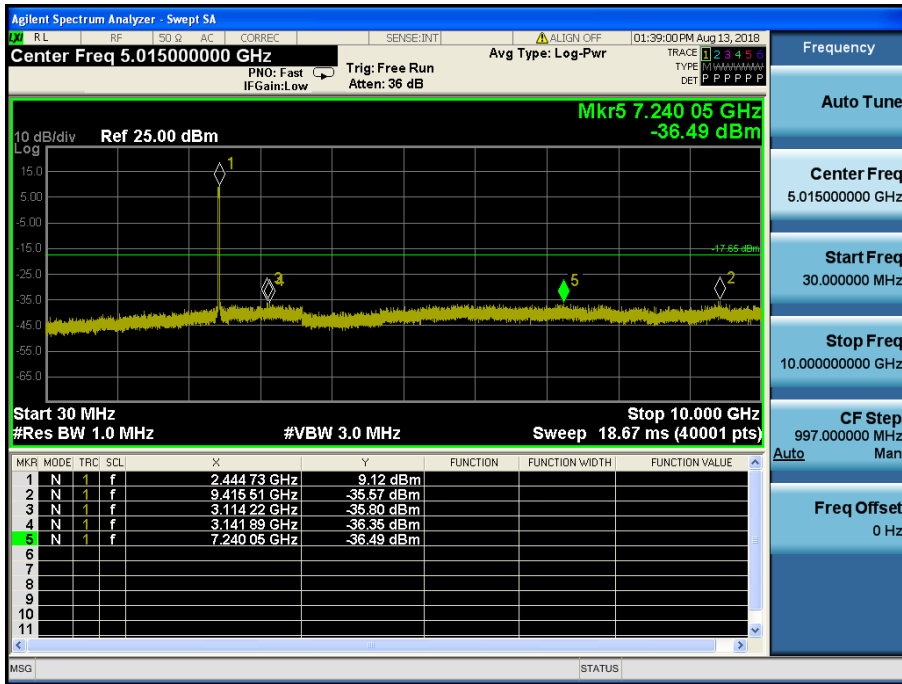 Agilent Spectrum Analyzer - Swept SA
LXI RL RF 50 Ω AC CORREC SENSE:INT ALIGN OFF 01:39:00 PM Aug 13, 2018
Center Freq 5.015000000 GHz
PNO: Fast
IFGain:Low
Trig: Free Run
Atten: 36 dB
Avg Type: Log-Pwr
TRACE 1 2 3 4 5 6
TYPE MWWWWW
DET P P P P P P
Mkr5 7.240 05 GHz
-36.49 dBm
10 dB/div Ref 25.00 dBm
Log
15.0
5.00
-5.00
-15.0
-25.0
-35.0
-45.0
-55.0
-65.0
1
-17.65 dBm
3
4
5
2
Start 30 MHz
Stop 10.000 GHz
#Res BW 1.0 MHz
#VBW 3.0 MHz
Sweep 18.67 ms (40001 pts)
MKR MODE TRC SCL X Y FUNCTION FUNCTION WIDTH FUNCTION VALUE
1 N 1 f 2.444 73 GHz 9.12 dBm
2 N 1 f 9.415 51 GHz -35.57 dBm
3 N 1 f 3.114 22 GHz -35.80 dBm
4 N 1 f 3.141 89 GHz -36.35 dBm
5 N 1 f 7.240 05 GHz -36.49 dBm
6
7
8
9
10
11
MSG
STATUS
Frequency
Auto Tune
Center Freq
5.015000000 GHz
Start Freq
30.000000 MHz
Stop Freq
10.000000000 GHz
CF Step
997.000000 MHz
Auto Man
Freq Offset
0 Hz